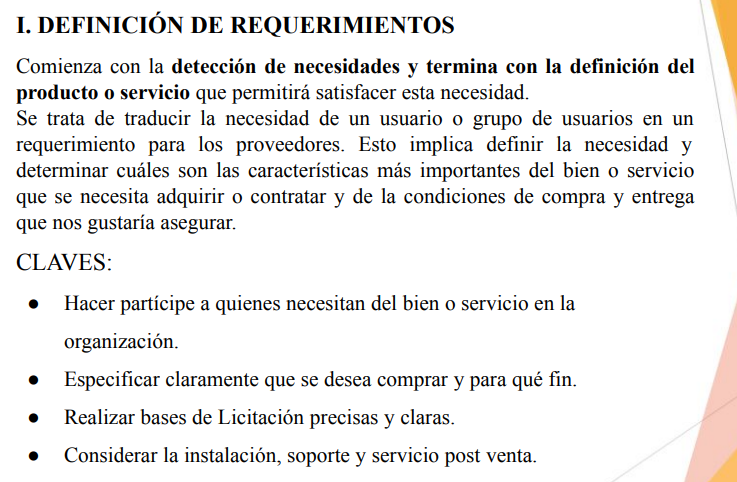 I. DEFINICIÓN DE REQUERIMIENTOS
Comienza con la detección de necesidades y termina con la definición del
producto o servicio que permitirá satisfacer esta necesidad.
Se trata de traducir la necesidad de un usuario o grupo de usuarios en un
requerimiento para los proveedores. Esto implica definir la necesidad y
determinar cuáles son las características más importantes del bien o servicio
que se necesita adquirir o contratar y de la condiciones de compra y entrega
que nos gustaría asegurar.
CLAVES:
● Hacer partícipe a quienes necesitan del bien o servicio en la
organización.
● Especificar claramente que se desea comprar y para qué fin.
● Realizar bases de Licitación precisas y claras.
● Considerar la instalación, soporte y servicio post venta.